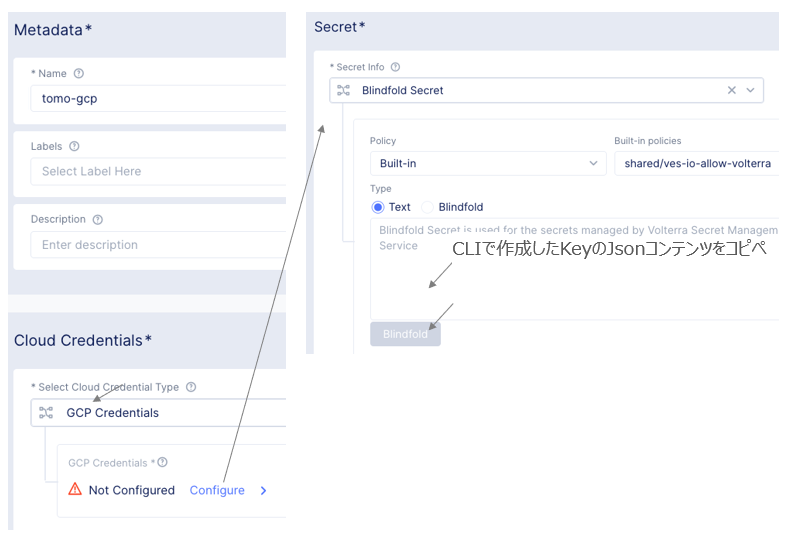 Metadata*
* Name
tomo-gcp
Labels
Select Label Here
Description
Enter description
Cloud Credentials*
* Select Cloud Credential Type
GCP Credentials
GCP Credentials *
Not Configured Configure
Secret*
* Secret Info
Blindfold Secret
Policy Built-in policies
Built-in shared/ves-io-allow-volterra
Type
Text Blindfold
Blindfold Secret is used for the secrets managed by Volterra Secret Managem
Service
CLIで作成したKeyのJsonコンテンツをコピペ
Blindfold